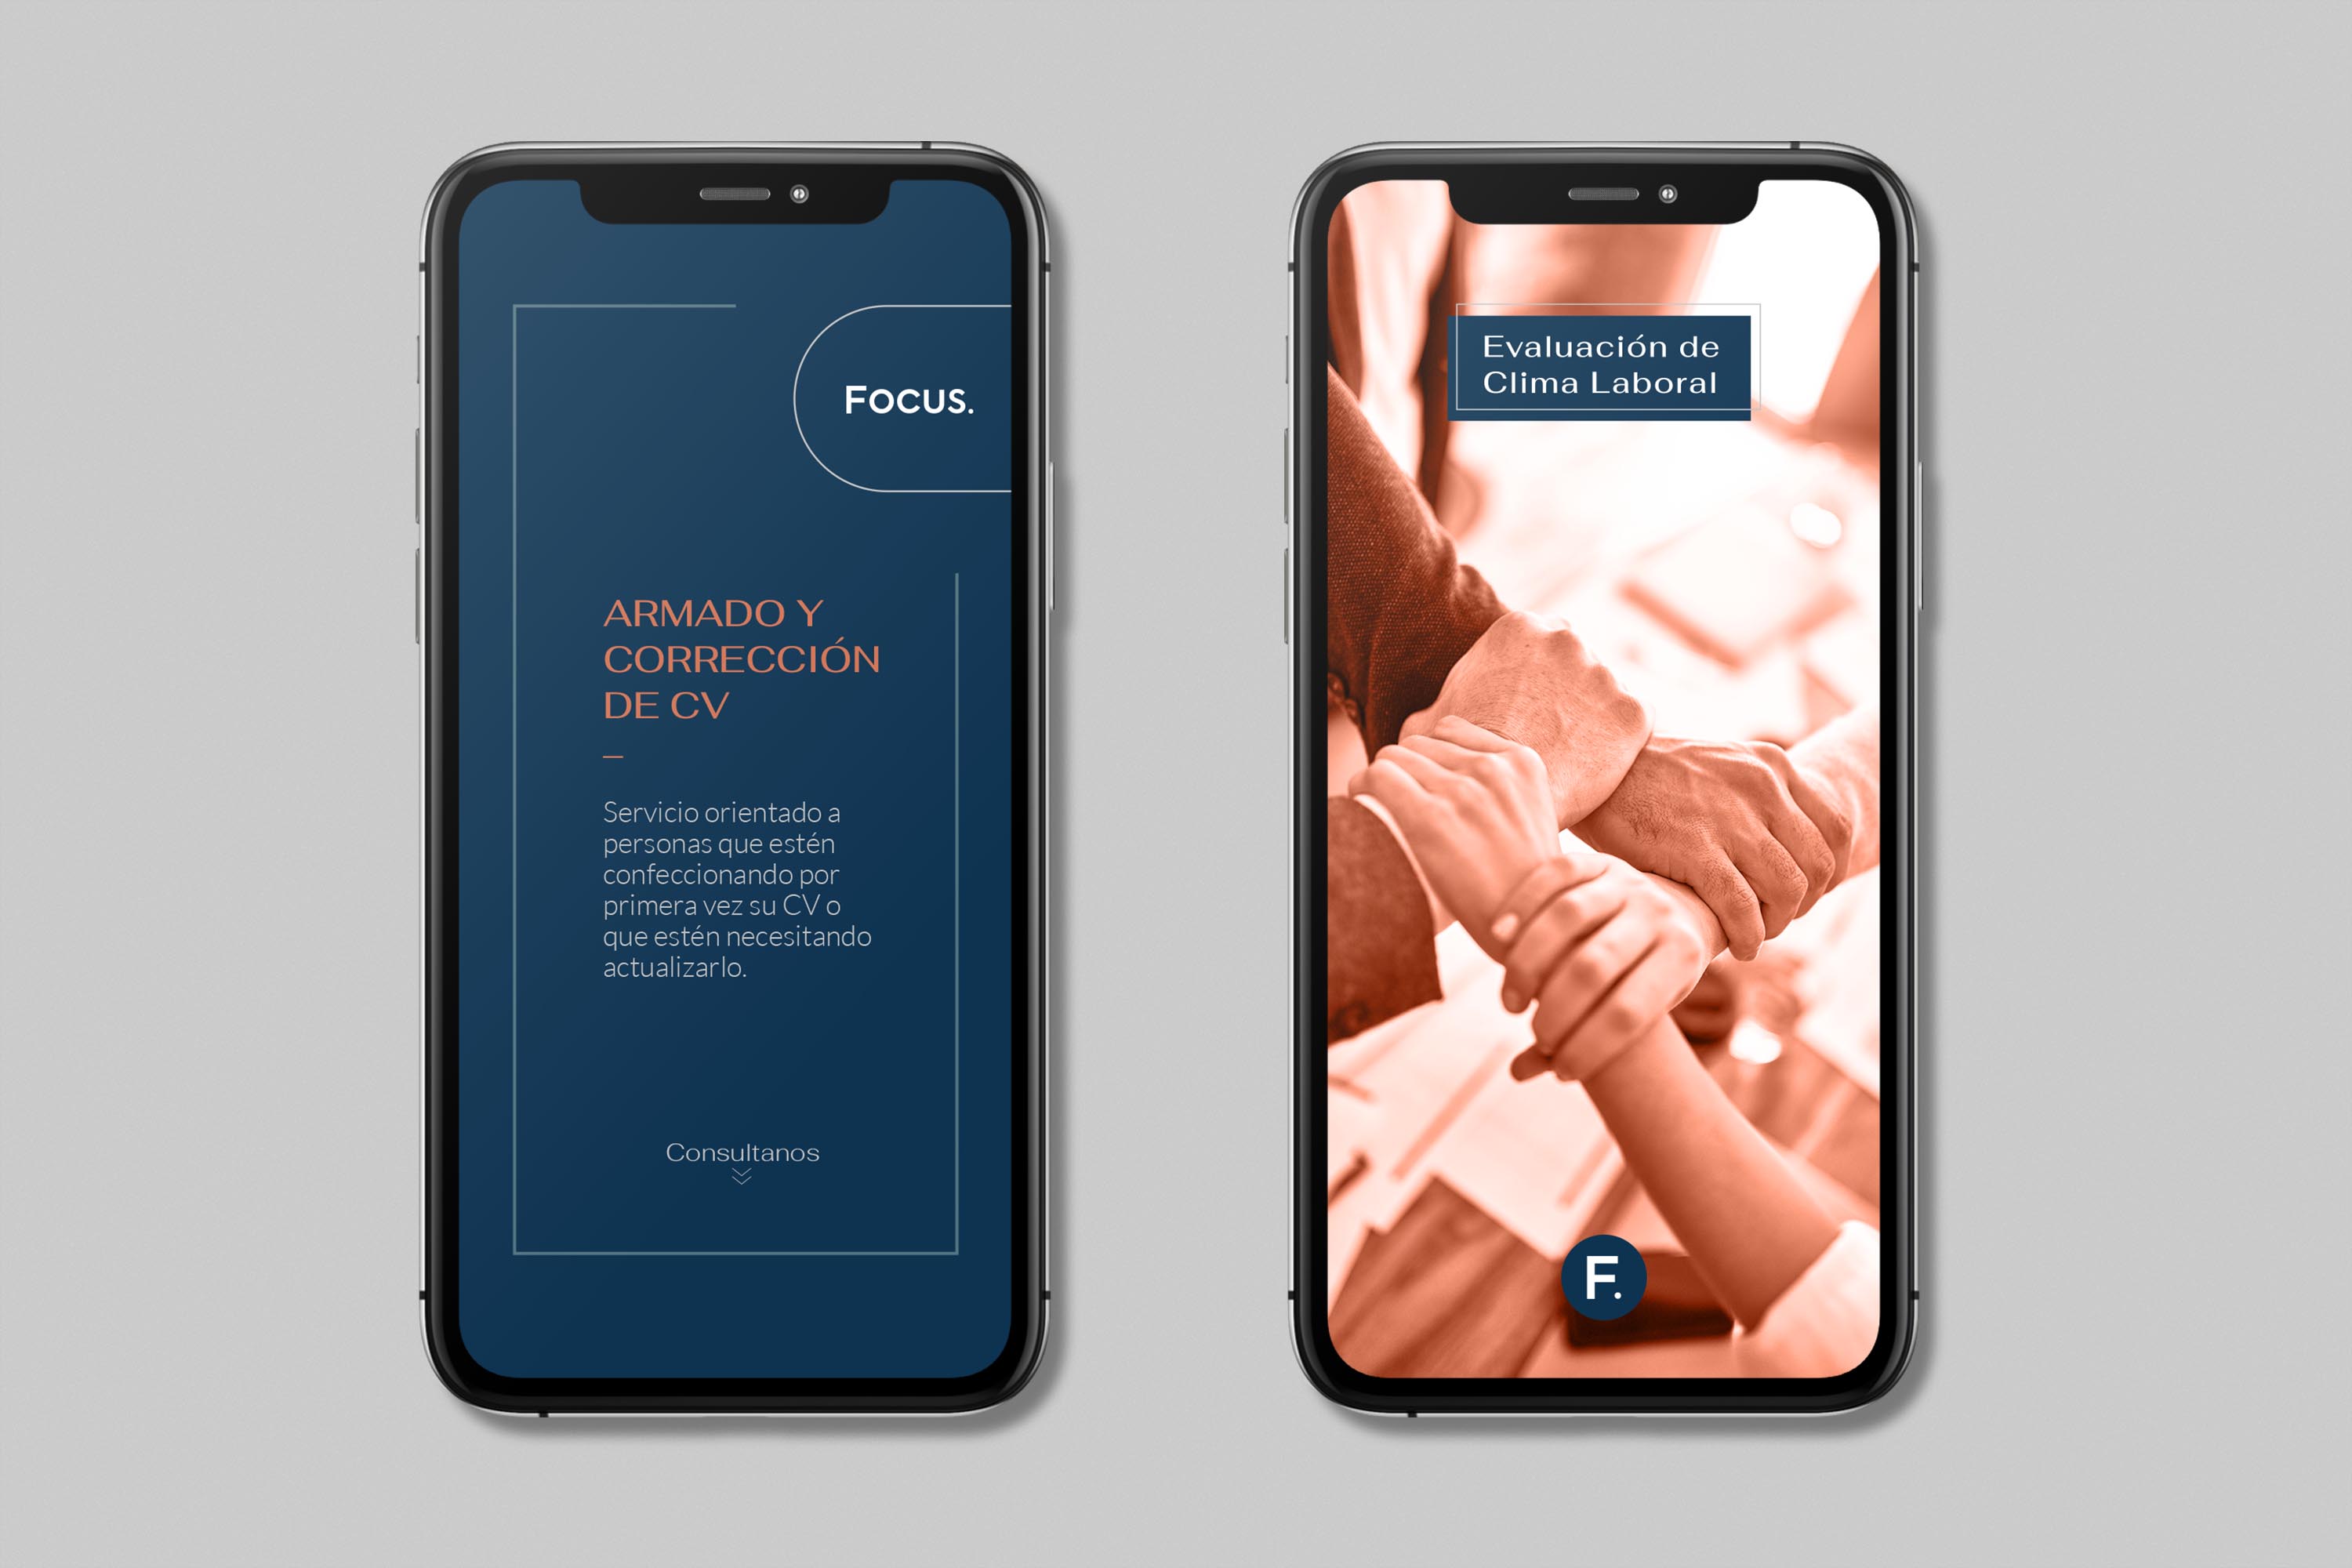 Focus.
ARMADO Y
CORRECCIÓN
DE CV
Servicio orientado a
personas que estén
confeccionando por
primera vez su CV o
que estén necesitando
actualizarlo.
Consultanos
Evaluación de
Clima Laboral
F.